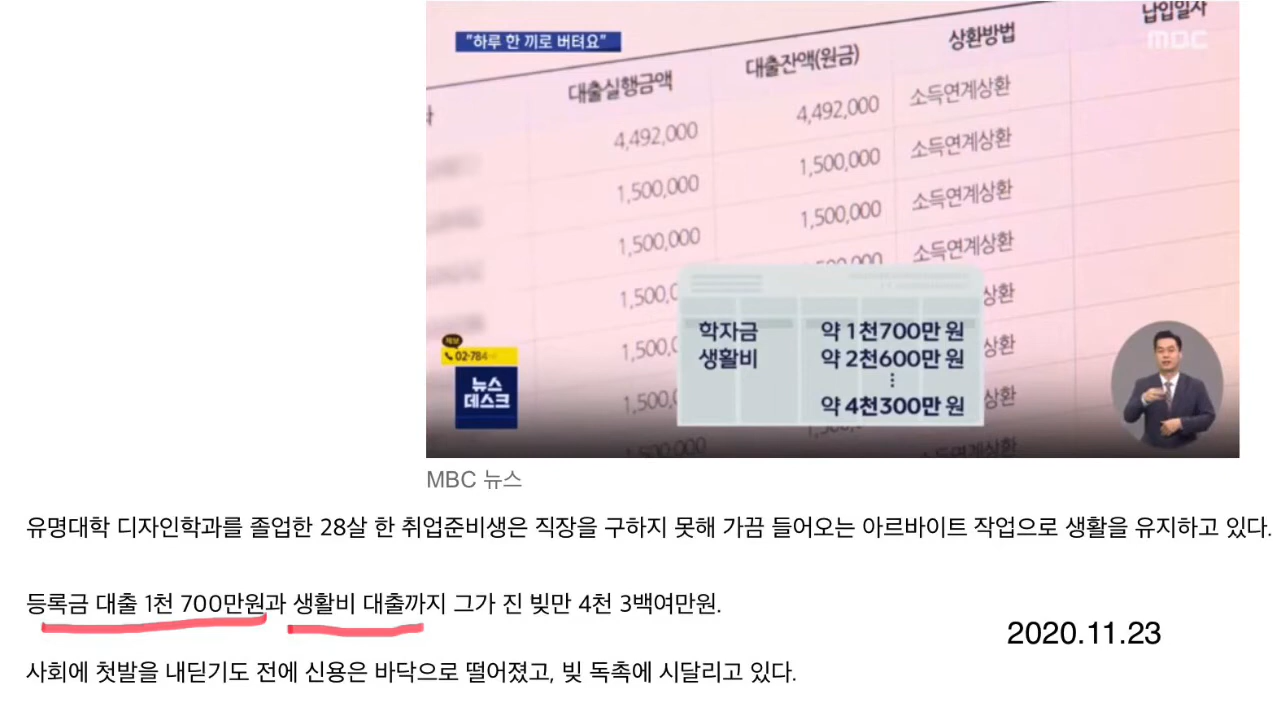 "하루 한 끼로 버텨요"
납입일자
mbc
대출실행금액 대출잔액(원금) 상환방법
4,492,000 4,492,000 소득연계상환
1,500,000 1,500,000 소득연계상환
1,500,000 1,500,000 소득연계상환
소득연계상환
학자금 약 1천700만 원
생활비 약 2천600만 원
⋮
약 4천300만 원
제보
02-784
뉴스
데스크
1,500,000
MBC 뉴스
유명대학 디자인학과를 졸업한 28살 한 취업준비생은 직장을 구하지 못해 가끔 들어오는 아르바이트 작업으로 생활을 유지하고 있다.
등록금 대출 1천 700만원과 생활비 대출까지 그가 진 빚만 4천 3백여만원.
2020.11.23
사회에 첫발을 내딛기도 전에 신용은 바닥으로 떨어졌고, 빚 독촉에 시달리고 있다.